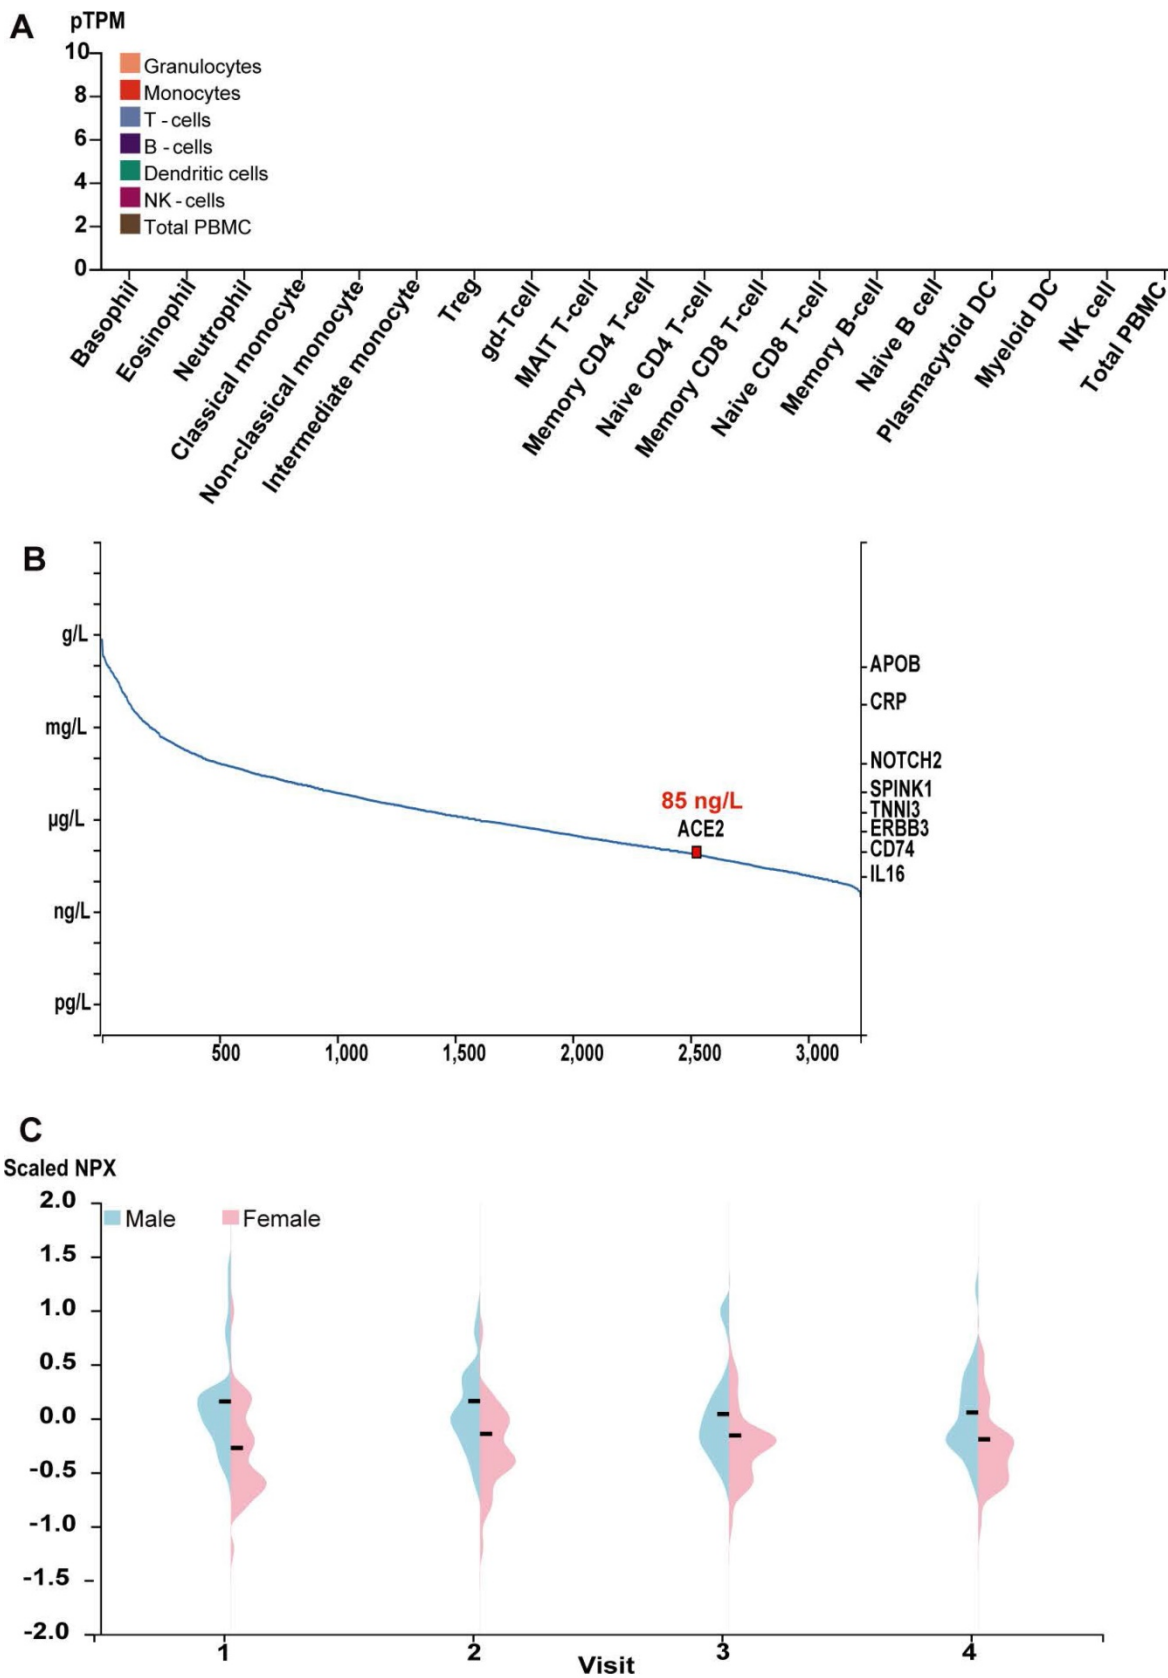 A
pTPM
10
8
6
4
2
0
Granulocytes
Monocytes
T - cells
B - cells
Dendritic cells
NK - cells
Total PBMC
Basophil
Eosinophil
Neutrophil
Classical monocyte
Non-classical monocyte
Intermediate monocyte
Treg
gd-Tcell
MAIT T-cell
Memory CD4 T-cell
Naive CD4 T-cell
Memory CD8 T-cell
Naive CD8 T-cell
Memory B-cell
Naive B cell
Plasmacytoid DC
Myeloid DC
NK cell
Total PBMC
B
g/L
mg/L
µg/L
ng/L
pg/L
85 ng/L
ACE2
APOB
CRP
NOTCH2
SPINK1
TNNI3
ERBB3
CD74
IL16
500 1,000 1,500 2,000 2,500 3,000
C
Scaled NPX
Male Female
2.0
1.5
1.0
0.5
0.0
-0.5
-1.0
-1.5
-2.0
1 2 3 4
Visit